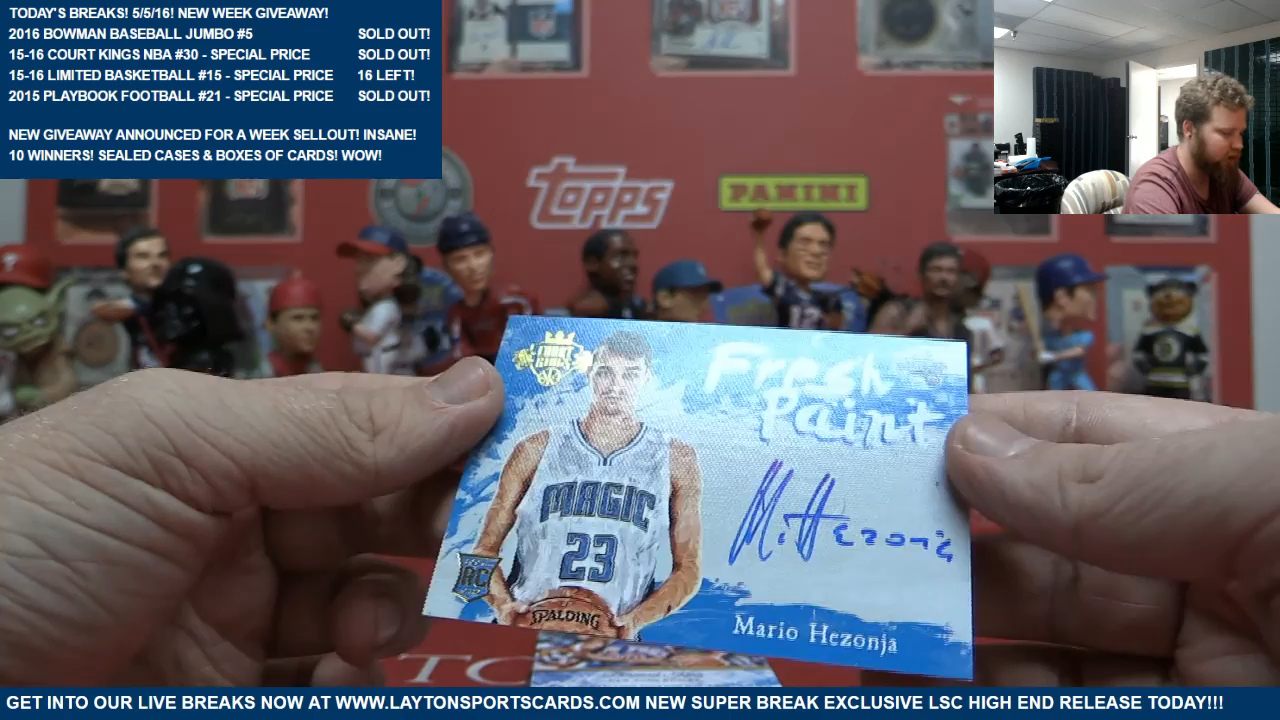 TODAY'S BREAKS! 5/5/16! NEW WEEK GIVEAWAY!
2016 BOWMAN BASEBALL JUMBO #5 SOLD OUT!
15-16 COURT KINGS NBA #30 - SPECIAL PRICE SOLD OUT!
15-16 LIMITED BASKETBALL #15 - SPECIAL PRICE 16 LEFT!
2015 PLAYBOOK FOOTBALL #21 - SPECIAL PRICE SOLD OUT!
NEW GIVEAWAY ANNOUNCED FOR A WEEK SELLOUT! INSANE!
10 WINNERS! SEALED CASES & BOXES OF CARDS! WOW!
TOPPS
PANINI
COURT
KINGS
Fresh
Paint
MAGIC
23
RC
SPALDING
M. Hezonja
Mario Hezonja
GET INTO OUR LIVE BREAKS NOW AT WWW.LAYTONSPORTSCARDS.COM NEW SUPER BREAK EXCLUSIVE LSC HIGH END RELEASE TODAY!!!